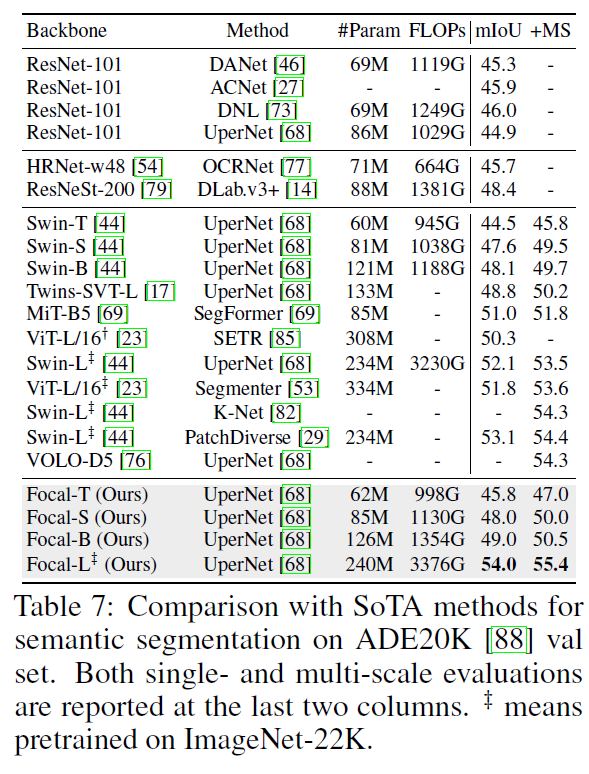 Backbone Method #Param FLOPs mIoU +MS
ResNet-101 DANet [46] 69M 1119G 45.3 -
ResNet-101 ACNet [27] - - 45.9 -
ResNet-101 DNL [73] 69M 1249G 46.0 -
ResNet-101 UperNet [68] 86M 1029G 44.9 -
HRNet-w48 [54] OCRNet [77] 71M 664G 45.7 -
ResNeSt-200 [79] DLab.v3+ [14] 88M 1381G 48.4 -
Swin-T [44] UperNet [68] 60M 945G 44.5 45.8
Swin-S [44] UperNet [68] 81M 1038G 47.6 49.5
Swin-B [44] UperNet [68] 121M 1188G 48.1 49.7
Twins-SVT-L [17] UperNet [68] 133M - 48.8 50.2
MiT-B5 [69] SegFormer [69] 85M - 51.0 51.8
ViT-L/16† [23] SETR [85] 308M - 50.3 -
Swin-L‡ [44] UperNet [68] 234M 3230G 52.1 53.5
ViT-L/16‡ [23] Segmenter [53] 334M - 51.8 53.6
Swin-L‡ [44] K-Net [82] - - - 54.3
Swin-L‡ [44] PatchDiverse [29] 234M - 53.1 54.4
VOLO-D5 [76] UperNet [68] - - - 54.3
Focal-T (Ours) UperNet [68] 62M 998G 45.8 47.0
Focal-S (Ours) UperNet [68] 85M 1130G 48.0 50.0
Focal-B (Ours) UperNet [68] 126M 1354G 49.0 50.5
Focal-L‡ (Ours) UperNet [68] 240M 3376G 54.0 55.4
Table 7: Comparison with SoTA methods for
semantic segmentation on ADE20K [88] val
set. Both single- and multi-scale evaluations
are reported at the last two columns. ‡ means
pretrained on ImageNet-22K.